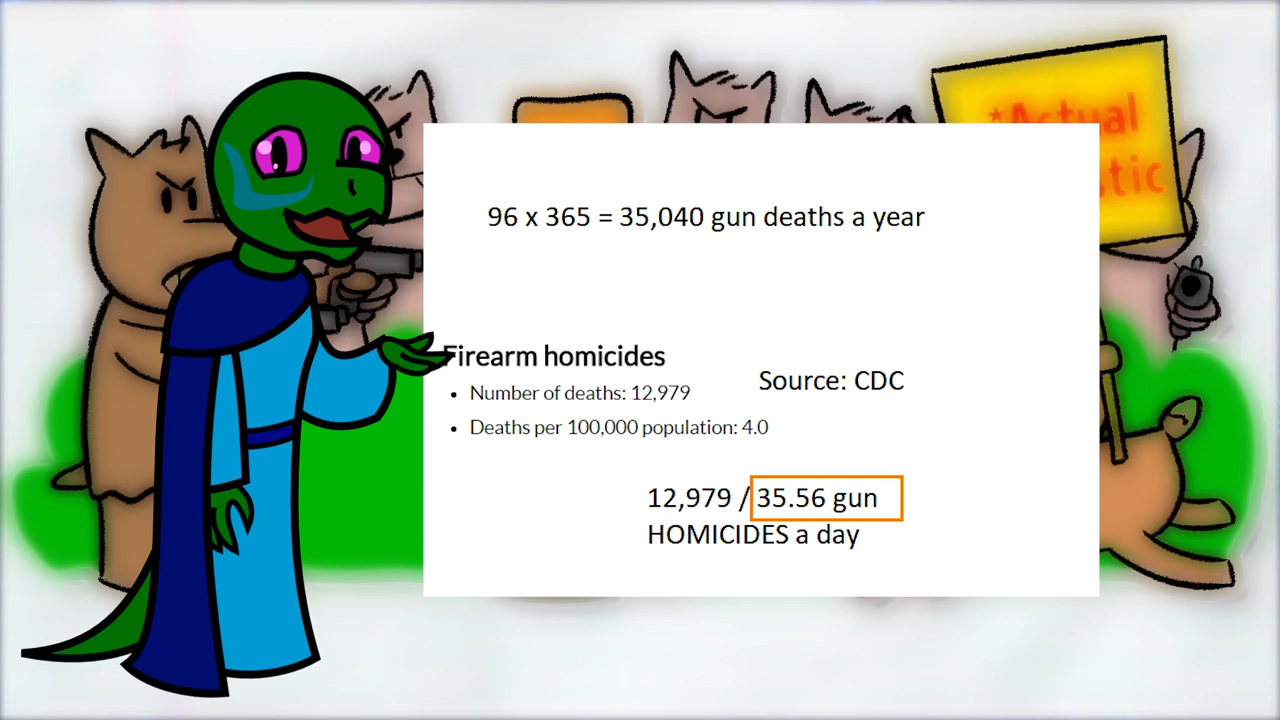 *Actual
96 x 365 = 35,040 gun deaths a year
Firearm homicides
• Number of deaths: 12,979
Source: CDC
• Deaths per 100,000 population: 4.0
12,979 / 35.56 gun
HOMICIDES a day